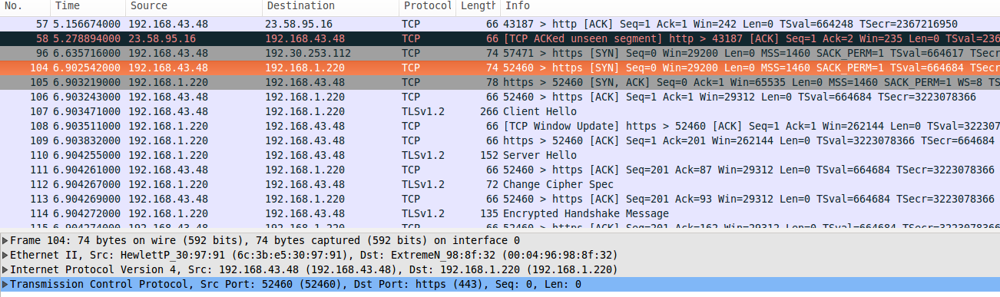 No. Time Source Destination Protocol Length Info
57 5.156674000 192.168.43.48 23.58.95.16 TCP 66 43187 > http [ACK] Seq=1 Ack=1 Win=242 Len=0 TSval=664248 TSecr=2367216950
58 5.278894000 23.58.95.16 192.168.43.48 TCP 66 [TCP ACKed unseen segment] http > 43187 [ACK] Seq=1 Ack=2 Win=235 Len=0 TSval=236
96 6.635716000 192.168.43.48 192.30.253.112 TCP 74 57471 > https [SYN] Seq=0 Win=29200 Len=0 MSS=1460 SACK_PERM=1 TSval=664617 TSecr
104 6.902542000 192.168.43.48 192.168.1.220 TCP 74 52460 > https [SYN] Seq=0 Win=29200 Len=0 MSS=1460 SACK_PERM=1 TSval=664684 TSecr
105 6.903219000 192.168.1.220 192.168.43.48 TCP 78 https > 52460 [SYN, ACK] Seq=0 Ack=1 Win=65535 Len=0 MSS=1460 SACK_PERM=1 WS=8 TS
106 6.903243000 192.168.43.48 192.168.1.220 TCP 66 52460 > https [ACK] Seq=1 Ack=1 Win=29312 Len=0 TSval=664684 TSecr=3223078366
107 6.903471000 192.168.43.48 192.168.1.220 TLSv1.2 266 Client Hello
108 6.903511000 192.168.1.220 192.168.43.48 TCP 66 [TCP Window Update] https > 52460 [ACK] Seq=1 Ack=1 Win=262144 Len=0 TSval=32230
109 6.903832000 192.168.1.220 192.168.43.48 TCP 66 https > 52460 [ACK] Seq=1 Ack=201 Win=262144 Len=0 TSval=3223078366 TSecr=664684
110 6.904255000 192.168.1.220 192.168.43.48 TLSv1.2 152 Server Hello
111 6.904261000 192.168.43.48 192.168.1.220 TCP 66 52460 > https [ACK] Seq=201 Ack=87 Win=29312 Len=0 TSval=664684 TSecr=3223078366
112 6.904267000 192.168.1.220 192.168.43.48 TLSv1.2 72 Change Cipher Spec
113 6.904269000 192.168.43.48 192.168.1.220 TCP 66 52460 > https [ACK] Seq=201 Ack=93 Win=29312 Len=0 TSval=664684 TSecr=3223078366
114 6.904272000 192.168.1.220 192.168.43.48 TLSv1.2 135 Encrypted Handshake Message
115 6.904274000 192.168.43.48 192.168.1.220 TCP 66 52460 > https [ACK] Seq=201 Ack=162 Win=29312 Len=0 TSval=664684 TSecr=3223078366
Frame 104: 74 bytes on wire (592 bits), 74 bytes captured (592 bits) on interface 0
Ethernet II, Src: HewlettP_30:97:91 (6c:3b:e5:30:97:91), Dst: ExtremeN_98:8f:32 (00:04:96:98:8f:32)
Internet Protocol Version 4, Src: 192.168.43.48 (192.168.43.48), Dst: 192.168.1.220 (192.168.1.220)
Transmission Control Protocol, Src Port: 52460 (52460), Dst Port: https (443), Seq: 0, Len: 0